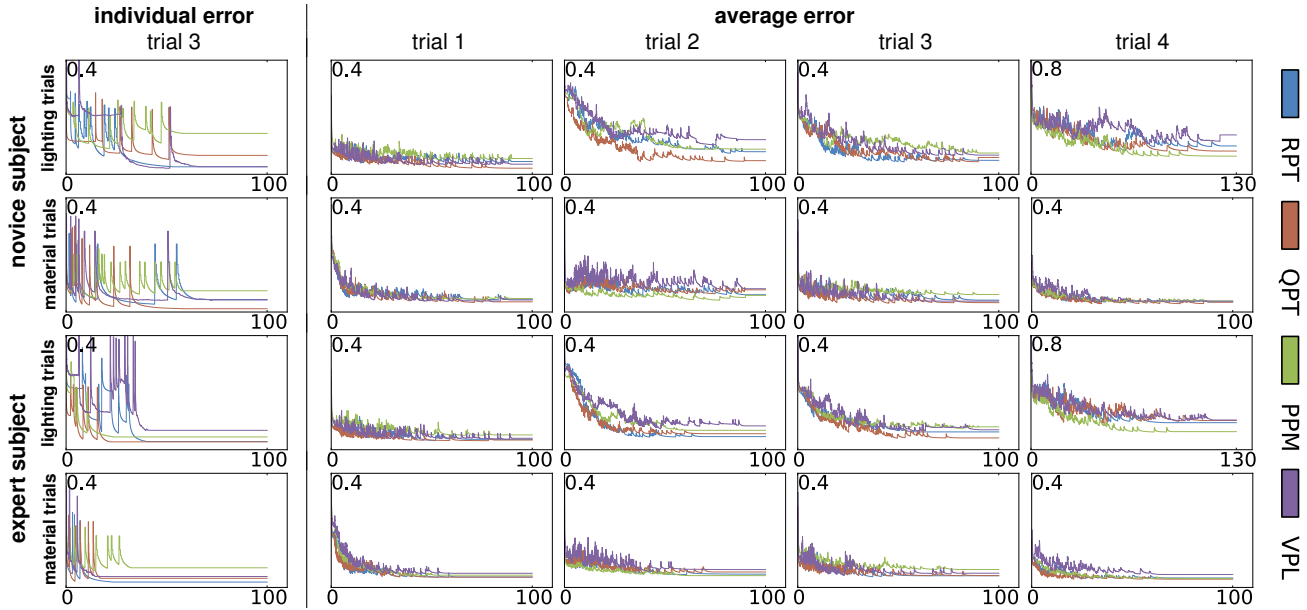 individual error average error
trial 3 trial 1 trial 2 trial 3 trial 4
novice subject
lighting trials
0.4 0.4 0.4 0.4 0.8
0 100 0 100 0 100 0 100 0 130
material trials
0.4 0.4 0.4 0.4 0.4
0 100 0 100 0 100 0 100 0 100
expert subject
lighting trials
0.4 0.4 0.4 0.4 0.8
0 100 0 100 0 100 0 100 0 130
material trials
0.4 0.4 0.4 0.4 0.4
0 100 0 100 0 100 0 100 0 100
RPT
QPT
PPM
VPL